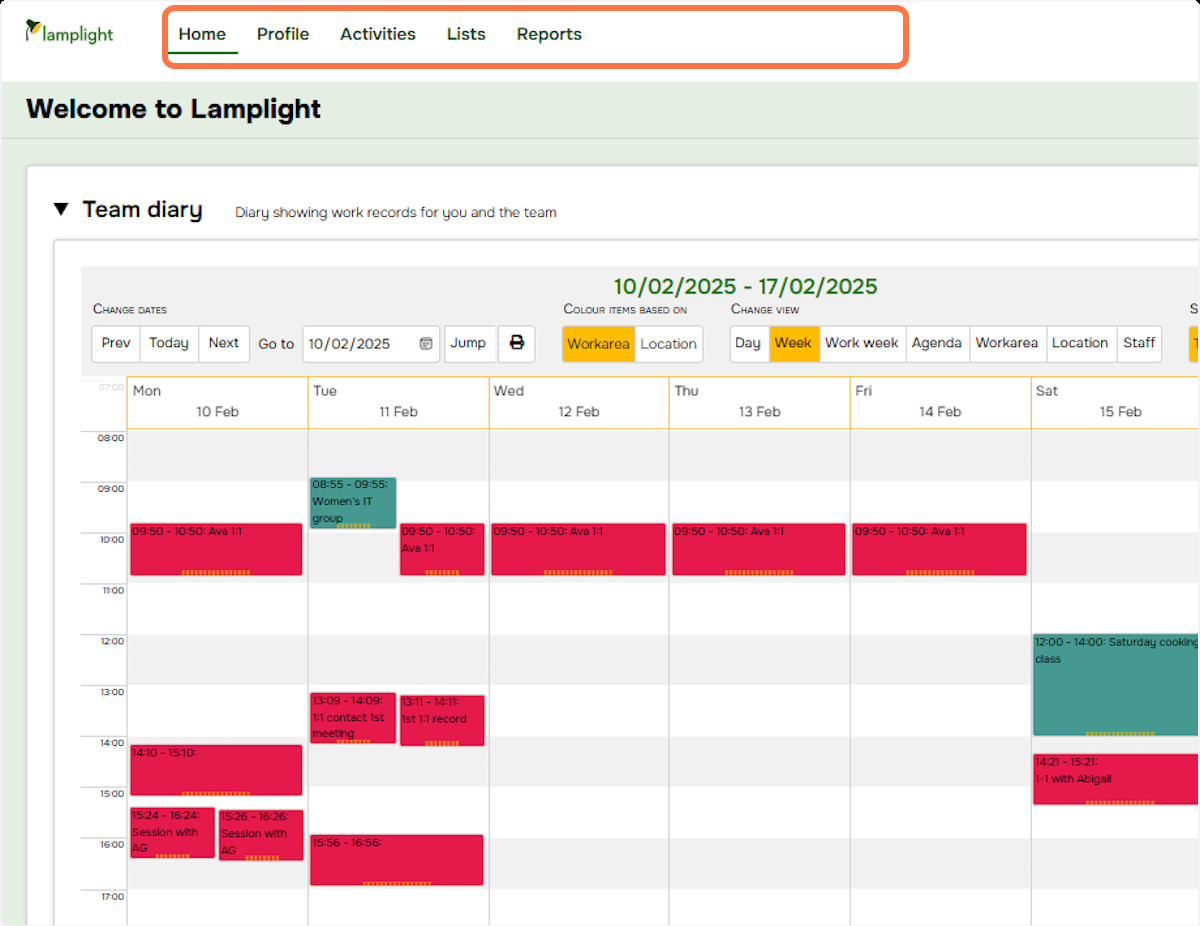 lamplight
Home Profile Activities Lists Reports
Welcome to Lamplight
Team diary Diary showing work records for you and the team
10/02/2025 - 17/02/2025
Change dates Colour items based on Change view S
Prev Today Next Go to 10/02/2025 Jump Workarea Location Day Week Work week Agenda Workarea Location Staff
07:00
Mon Tue Wed Thu Fri Sat
10 Feb 11 Feb 12 Feb 13 Feb 14 Feb 15 Feb
08:00
08:55 - 09:55:
Women's IT
group
09:00
09:50 - 10:50: Ava 1:1
09:50 - 10:50:
Ava 1:1
09:50 - 10:50: Ava 1:1
09:50 - 10:50: Ava 1:1
09:50 - 10:50: Ava 1:1
10:00
11:00
12:00
12:00 - 14:00: Saturday cooking
class
13:00
13:09 - 14:09:
1:1 contact 1st
meeting
13:11 - 14:11:
1st 1:1 record
14:00
14:10 - 15:10:
14:21 - 15:21:
1-1 with Abigail
15:00
15:24 - 16:24:
Session with
AG
15:26 - 16:26:
Session with
AG
15:56 - 16:56:
16:00
17:00